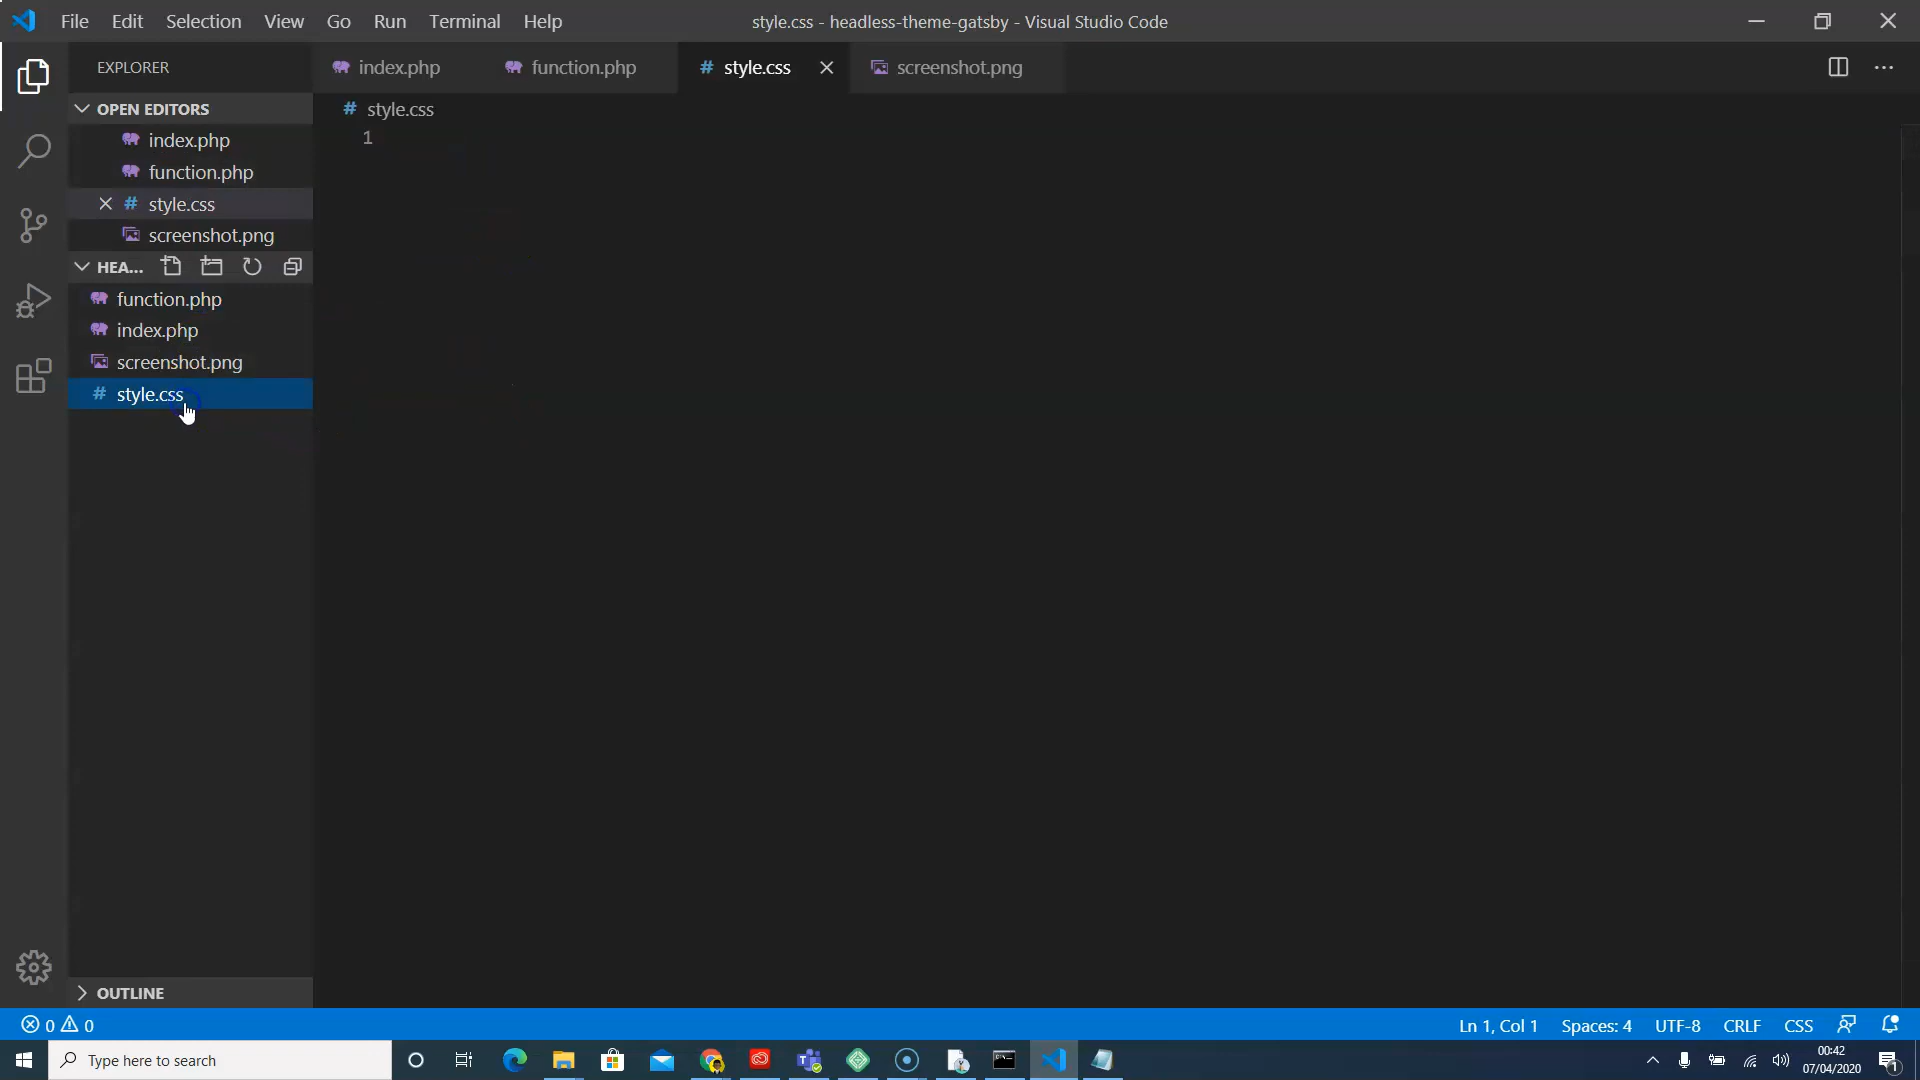 File Edit Selection View Go Run Terminal Help
style.css - headless-theme-gatsby - Visual Studio Code
EXPLORER
index.php
function.php
# style.css
screenshot.png
OPEN EDITORS
index.php
function.php
# style.css
screenshot.png
HEA...
function.php
index.php
screenshot.png
# style.css
# style.css
1
OUTLINE
0 0
Ln 1, Col 1 Spaces: 4 UTF-8 CRLF CSS
Type here to search
00:42
07/04/2020
1